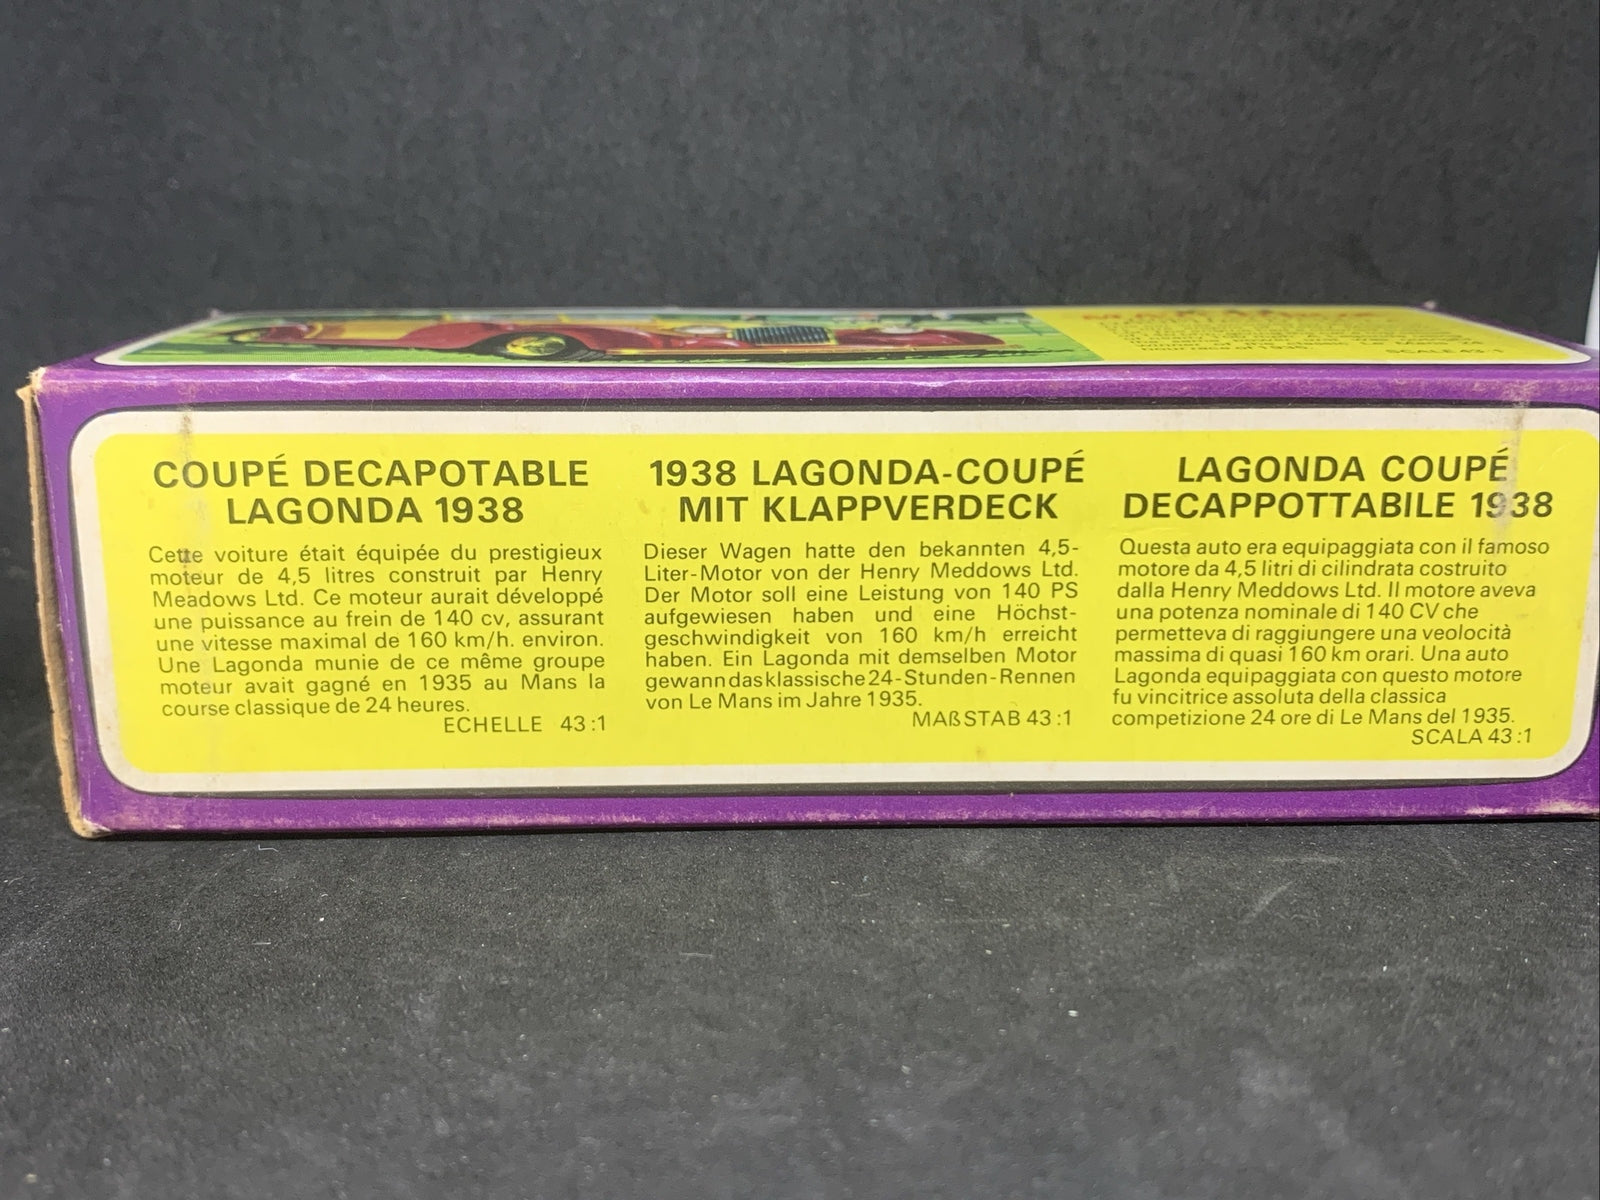 SCALE 43:1
COUPÉ DECAPOTABLE
LAGONDA 1938
Cette voiture était équipée du prestigieux
moteur de 4,5 litres construit par Henry
Meadows Ltd. Ce moteur aurait développé
une puissance au frein de 140 cv, assurant
une vitesse maximal de 160 km/h. environ.
Une Lagonda munie de ce même groupe
moteur avait gagné en 1935 au Mans la
course classique de 24 heures.
ECHELLE 43:1
1938 LAGONDA-COUPÉ
MIT KLAPPVERDECK
Dieser Wagen hatte den bekannten 4,5-
Liter-Motor von der Henry Meddows Ltd.
Der Motor soll eine Leistung von 140 PS
aufgewiesen haben und eine Höchst-
geschwindigkeit von 160 km/h erreicht
haben. Ein Lagonda mit demselben Motor
gewann das klassische 24-Stunden-Rennen
von Le Mans im Jahre 1935.
MAßSTAB 43:1
LAGONDA COUPÉ
DECAPPOTTABILE 1938
Questa auto era equipaggiata con il famoso
motore da 4,5 litri di cilindrata costruito
dalla Henry Meddows Ltd. Il motore aveva
una potenza nominale di 140 CV che
permetteva di raggiungere una veolocità
massima di quasi 160 km orari. Una auto
Lagonda equipaggiata con questo motore
fu vincitrice assoluta della classica
competizione 24 ore di Le Mans del 1935.
SCALA 43:1